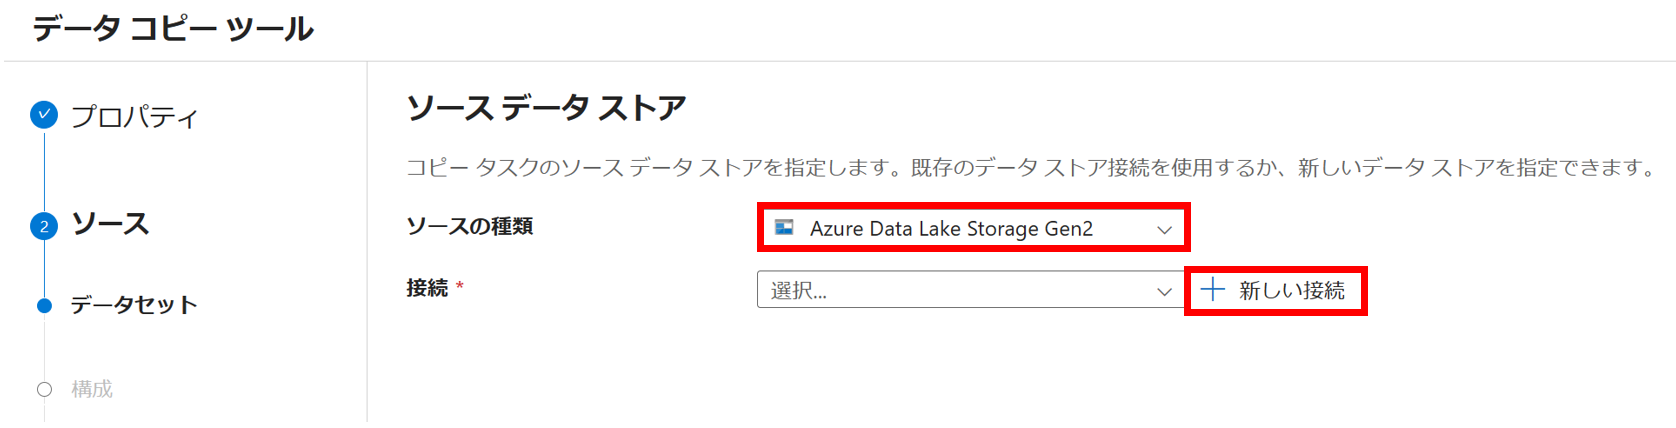 データ コピー ツール
プロパティ
2 ソース
データセット
構成
ソース データ ストア
コピー タスクのソース データ ストアを指定します。既存のデータ ストア接続を使用するか、新しいデータ ストアを指定できます。
ソースの種類 Azure Data Lake Storage Gen2
接続 * 選択... 新しい接続